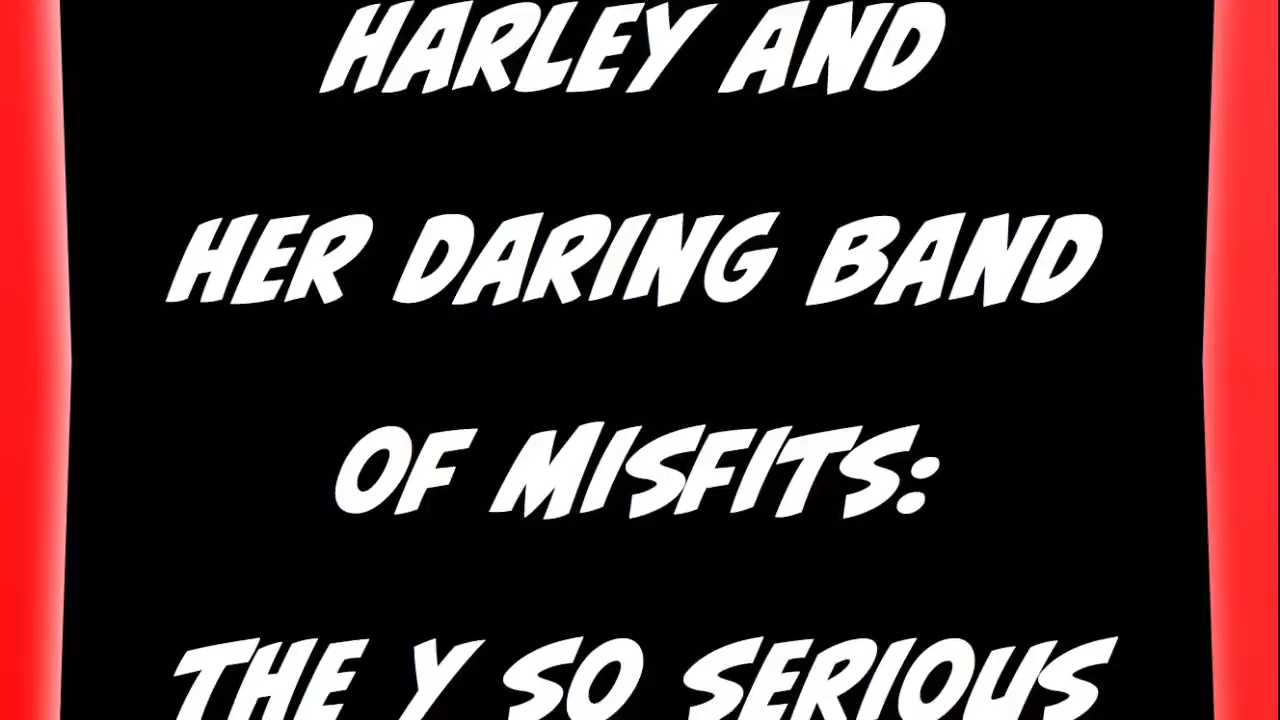 HARLEY AND
HER DARING BAND
OF MISFITS:
THE Y SO SERIOUS